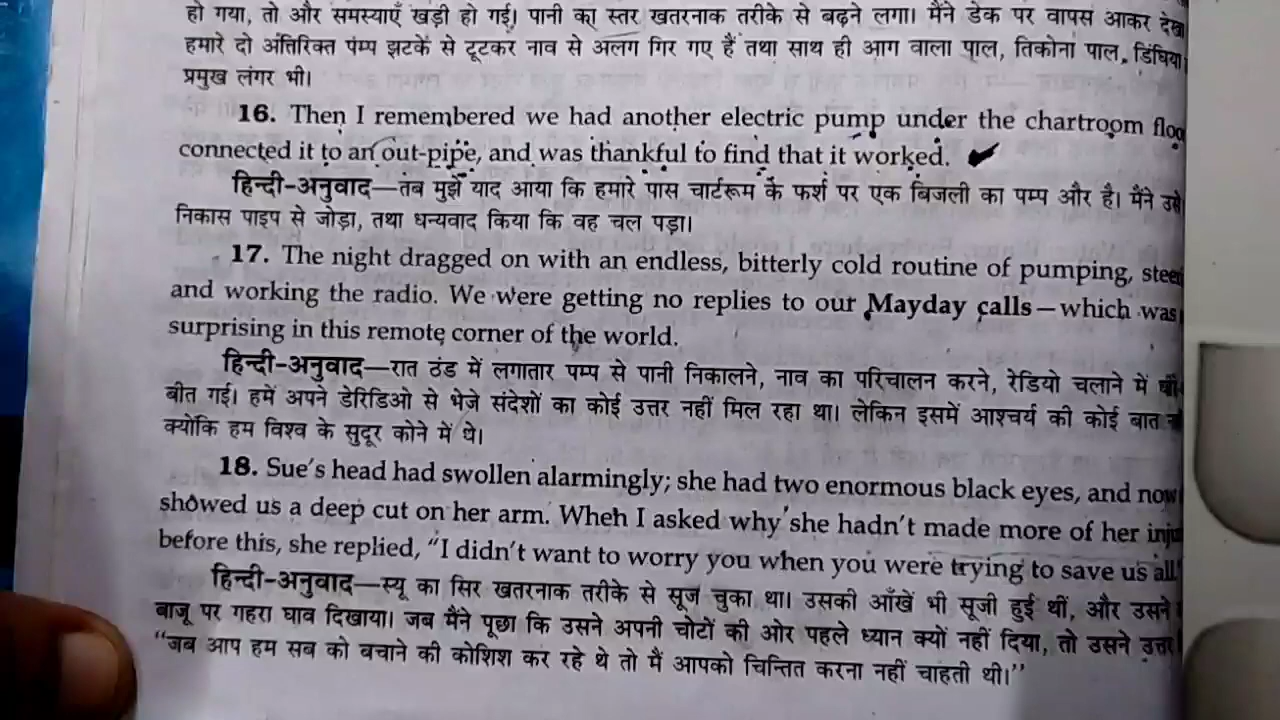 हो गया, तो और समस्याएँ खड़ी हो गई। पानी का स्तर खतरनाक तरीके से बढ़ने लगा। मैंने डेक पर वापस आकर देखा
हमारे दो अतिरिक्त पम्प झटके से टूटकर नाव से अलग गिर गए हैं तथा साथ ही आग वाला पाल, तिकोना पाल, डिंघिया
प्रमुख लंगर भी।
16. Then I remembered we had another electric pump under the chartroom
connected it to an out-pipe, and was thankful to find that it worked.
हिन्दी-अनुवाद—तब मुझे याद आया कि हमारे पास चार्टरूम के फर्श पर एक बिजली का पम्प और है। मैंने उसे
निकास पाइप से जोड़ा, तथा धन्यवाद किया कि वह चल पड़ा।
17. The night dragged on with an endless, bitterly cold routine of pumping,
and working the radio. We were getting no replies to our Mayday calls—which was
surprising in this remote corner of the world.
हिन्दी-अनुवाद—रात ठंड में लगातार पम्प से पानी निकालने, नाव का परिचालन करने, रेडियो चलाने में
बीत गई। हमें अपने डेरिडिओ से भेजे संदेशों का कोई उत्तर नहीं मिल रहा था। लेकिन इसमें आश्चर्य की कोई बात
क्योंकि हम विश्व के सुदूर कोने में थे।
18. Sue's head had swollen alarmingly; she had two enormous black eyes, and now
showed us a deep cut on her arm. Wheh I asked why she hadn't made more of her
before this, she replied, “I didn't want to worry you when you were trying to save us all
हिन्दी-अनुवाद—स्यू का सिर खतरनाक तरीके से सूज चुका था। उसकी आँखें भी सूजी हुई थीं, और उसने
बाजू पर गहरा घाव दिखाया। जब मैंने पूछा कि उसने अपनी चोटों की ओर पहले ध्यान क्यों नहीं दिया, तो उसने उत्तर
“जब आप हम सब को बचाने की कोशिश कर रहे थे तो मैं आपको चिन्तित करना नहीं चाहती थी।”